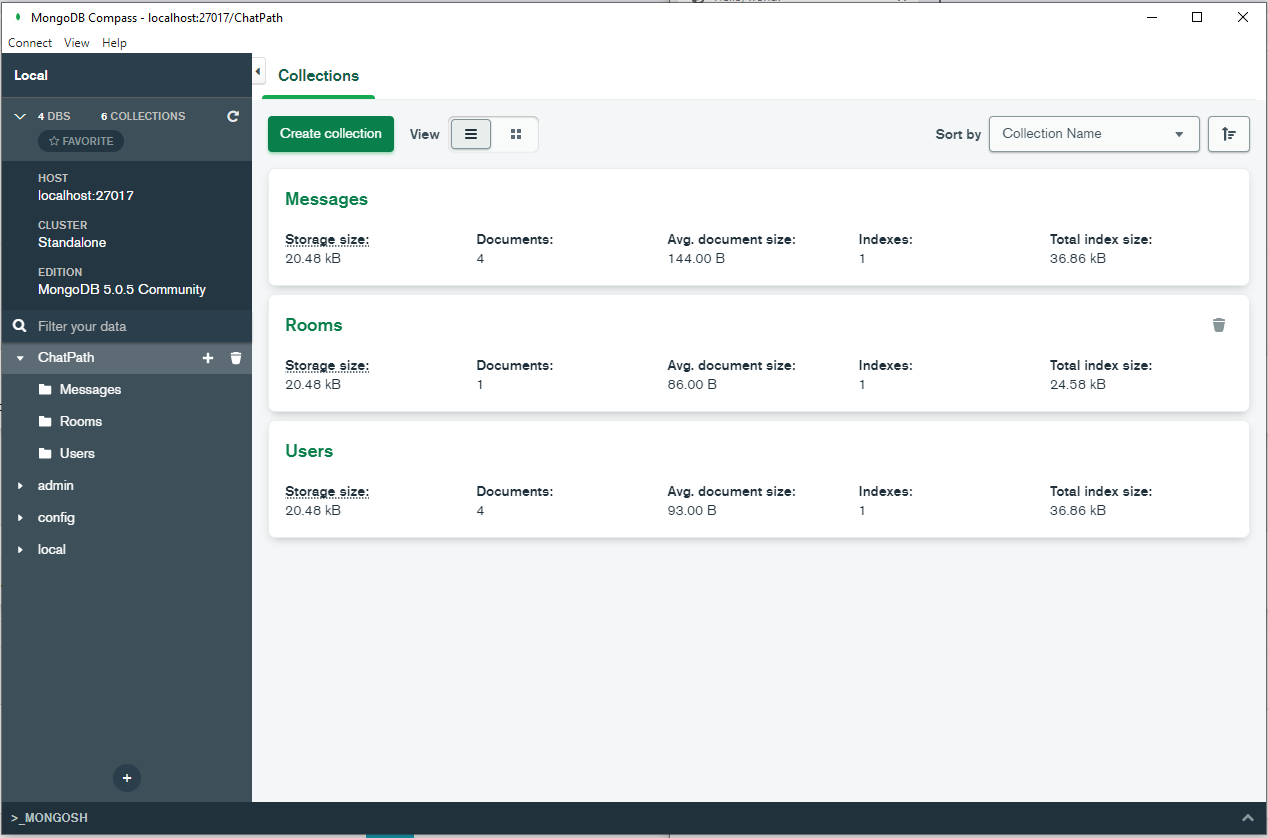 MongoDB Compass - localhost:27017/ChatPath
Connect View Help
Local
4 DBS 6 COLLECTIONS
FAVORITE
HOST
localhost:27017
CLUSTER
Standalone
EDITION
MongoDB 5.0.5 Community
Filter your data
ChatPath
Messages
Rooms
Users
admin
config
local
Collections
Create collection View Sort by Collection Name
Messages
Storage size: Documents: Avg. document size: Indexes: Total index size:
20.48 kB 4 144.00 B 1 36.86 kB
Rooms
Storage size: Documents: Avg. document size: Indexes: Total index size:
20.48 kB 1 86.00 B 1 24.58 kB
Users
Storage size: Documents: Avg. document size: Indexes: Total index size:
20.48 kB 4 93.00 B 1 36.86 kB
>_MONGOSH